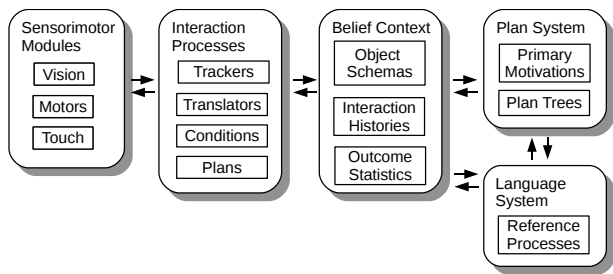 Sensorimotor
Modules
Vision
Motors
Touch
Interaction
Processes
Trackers
Translators
Conditions
Plans
Belief Context
Object
Schemas
Interaction
Histories
Outcome
Statistics
Plan System
Primary
Motivations
Plan Trees
Language
System
Reference
Processes